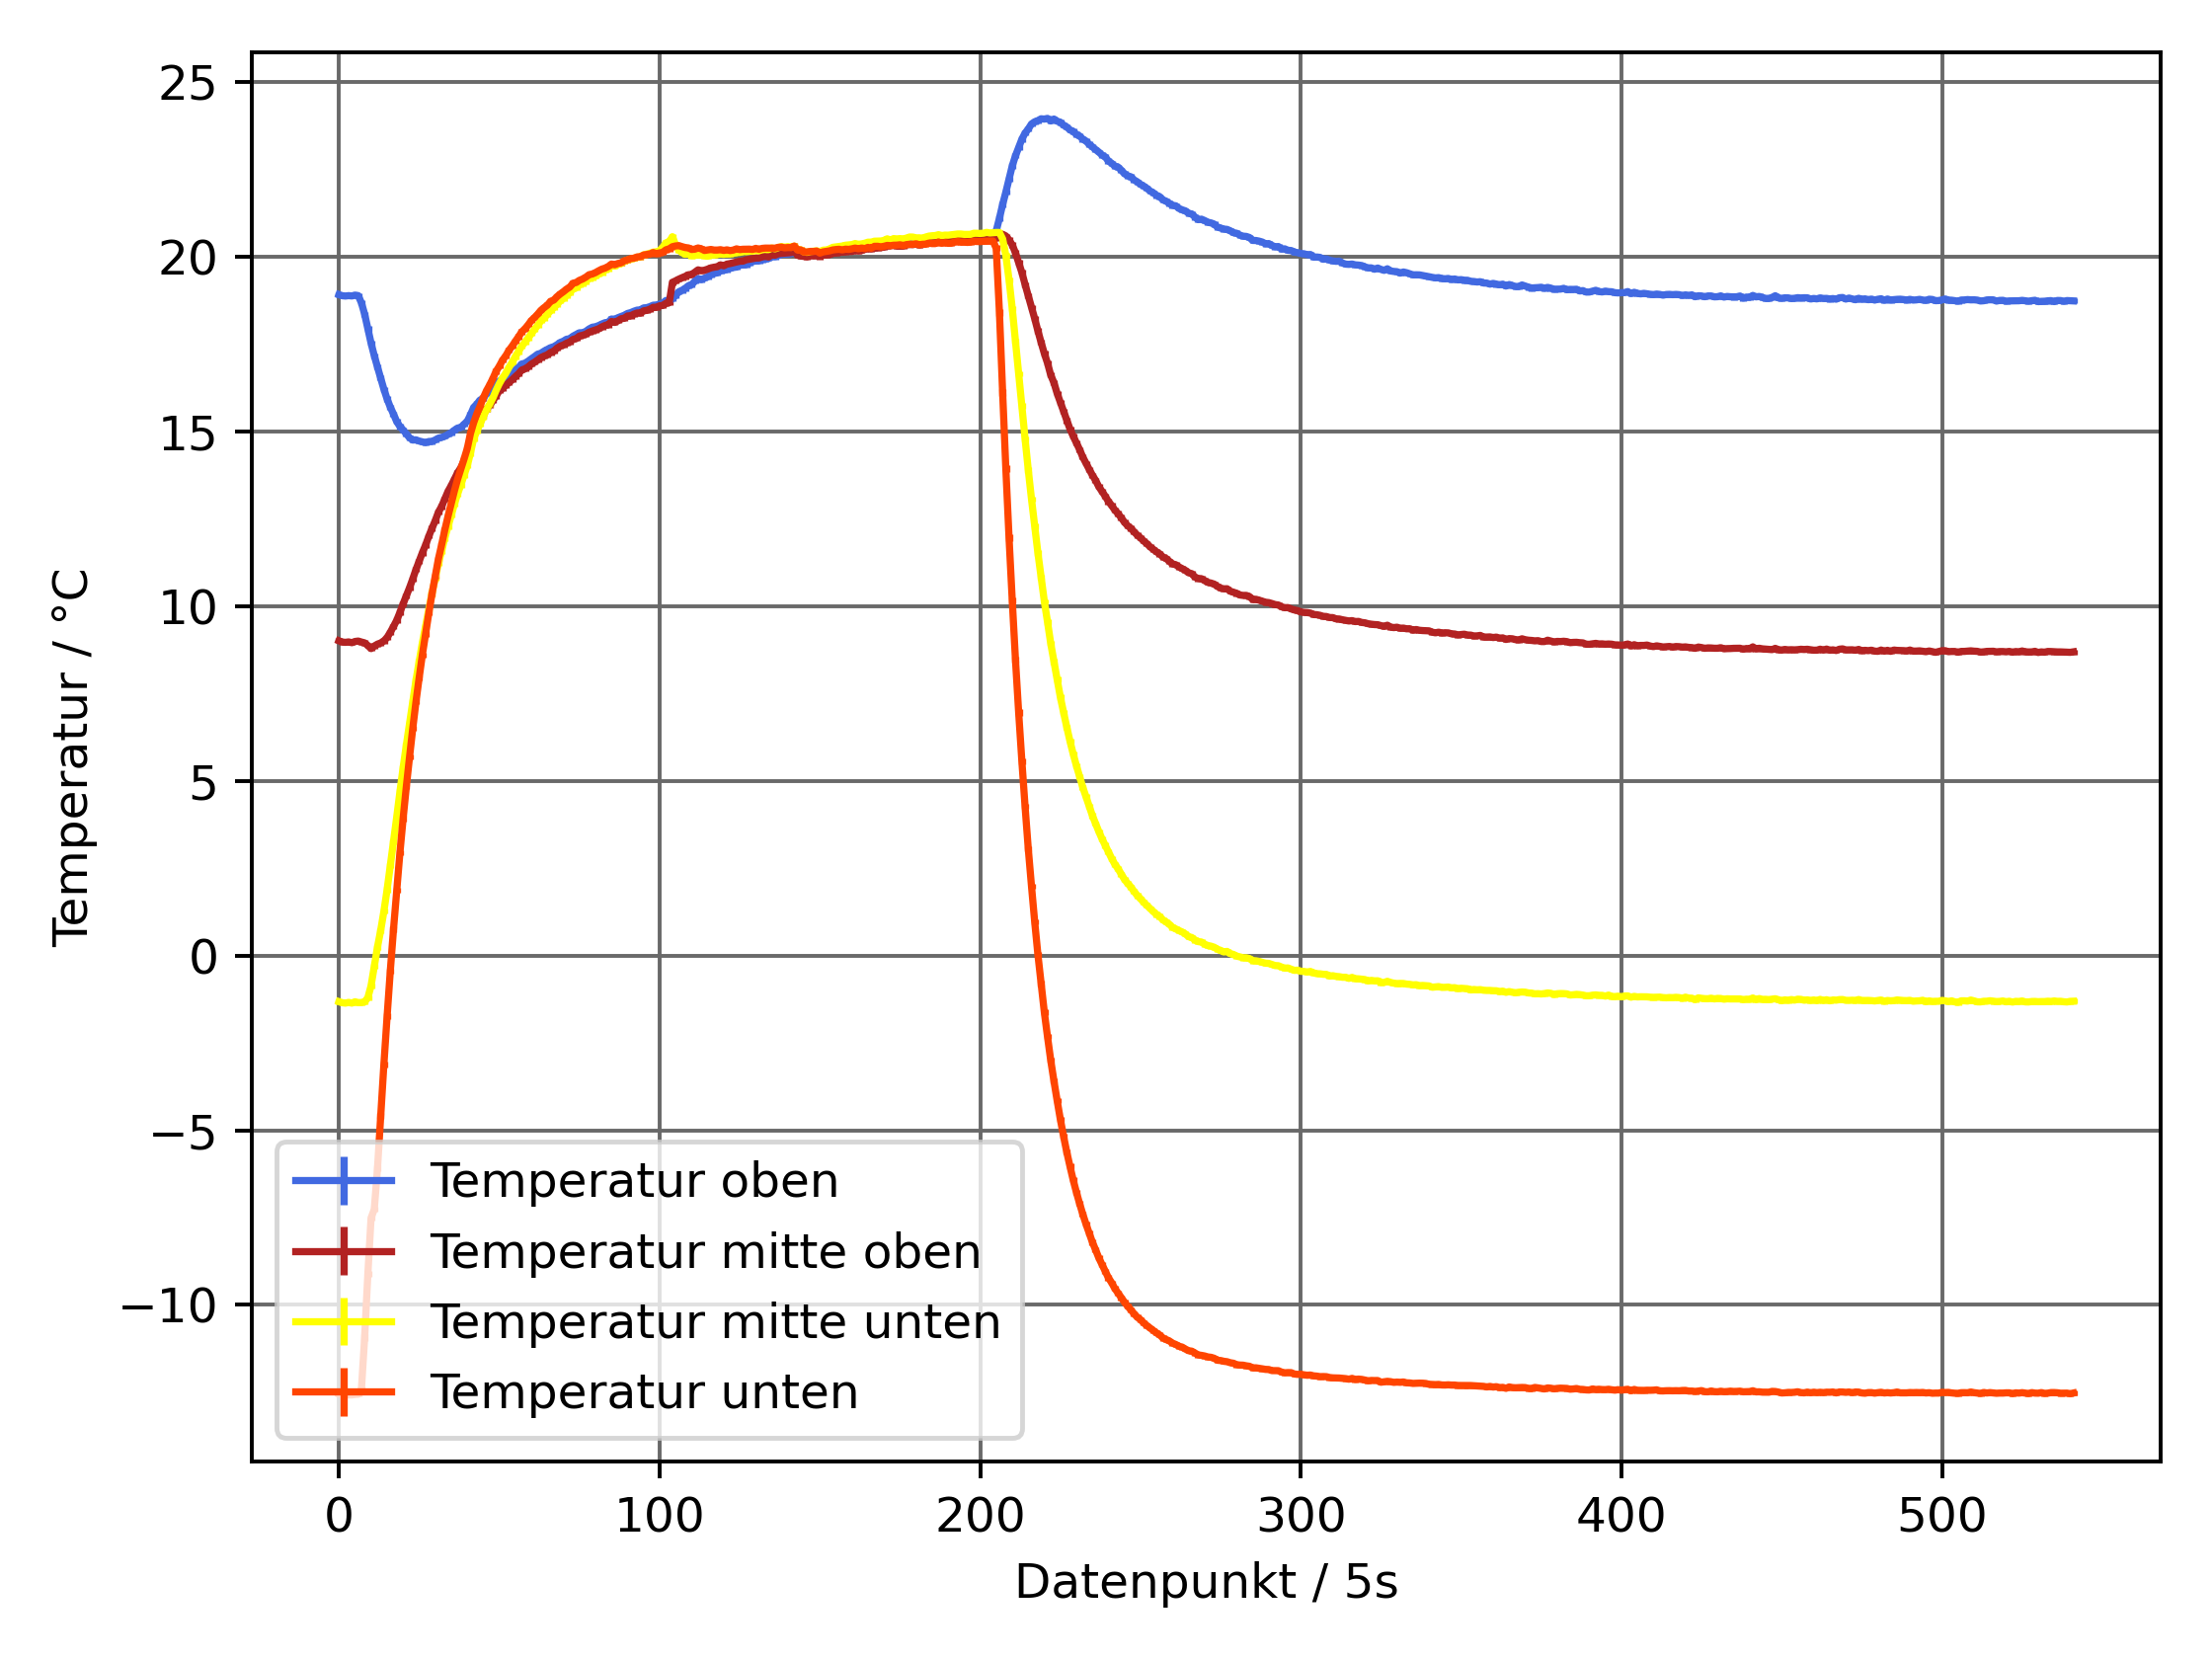 25
20
15
10
5
0
−5
−10
Temperatur / °C
Temperatur oben
Temperatur mitte oben
Temperatur mitte unten
Temperatur unten
0 100 200 300 400 500
Datenpunkt / 5s